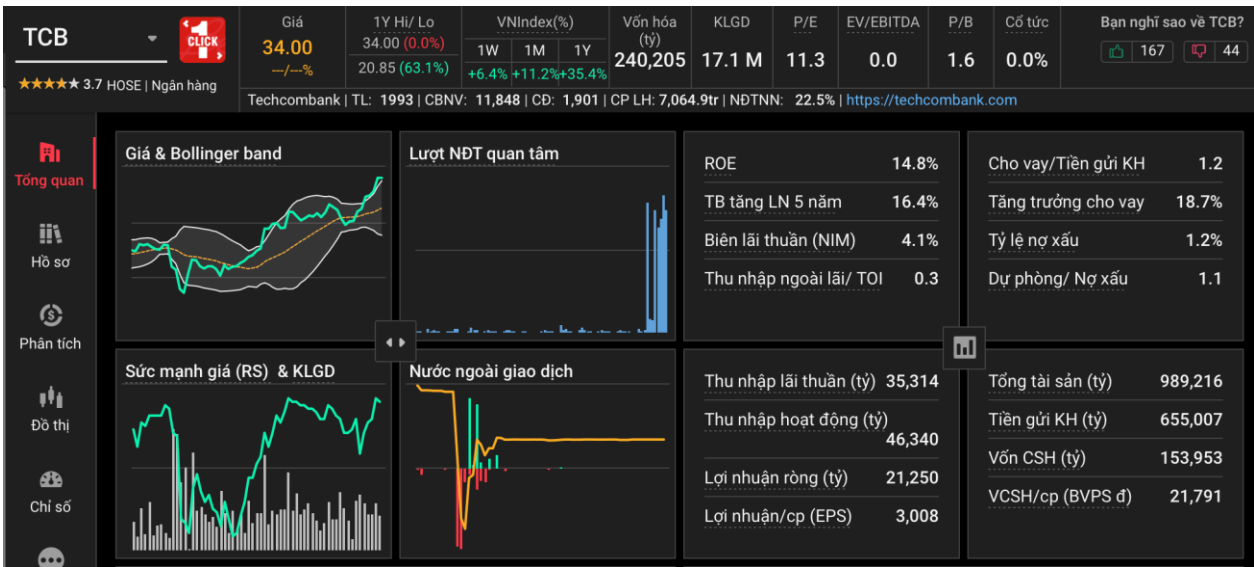 TCB
1 CLICK
★★★★★ 3.7 HOSE | Ngân hàng
Giá
34.00
---/---%
1Y Hi/ Lo
34.00 (0.0%)
20.85 (63.1%)
VNIndex(%)
1W 1M 1Y
+6.4% +11.2% +35.4%
Vốn hóa
(tỷ)
240,205
KLGD
17.1 M
P/E
11.3
EV/EBITDA
0.0
P/B
1.6
Cổ tức
0.0%
Bạn nghĩ sao về TCB?
167 44
Techcombank | TL: 1993 | CBNV: 11,848 | CĐ: 1,901 | CP LH: 7,064.9tr | NĐTNN: 22.5% | https://techcombank.com
Tổng quan
Hồ sơ
Phân tích
Đồ thị
Chỉ số
Giá & Bollinger band
Lượt NĐT quan tâm
ROE 14.8%
TB tăng LN 5 năm 16.4%
Biên lãi thuần (NIM) 4.1%
Thu nhập ngoài lãi/ TOI 0.3
Cho vay/Tiền gửi KH 1.2
Tăng trưởng cho vay 18.7%
Tỷ lệ nợ xấu 1.2%
Dự phòng/ Nợ xấu 1.1
Sức mạnh giá (RS) & KLGD
Nước ngoài giao dịch
Thu nhập lãi thuần (tỷ) 35,314
Thu nhập hoạt động (tỷ)
46,340
Lợi nhuận ròng (tỷ) 21,250
Lợi nhuận/cp (EPS) 3,008
Tổng tài sản (tỷ) 989,216
Tiền gửi KH (tỷ) 655,007
Vốn CSH (tỷ) 153,953
VCSH/cp (BVPS đ) 21,791